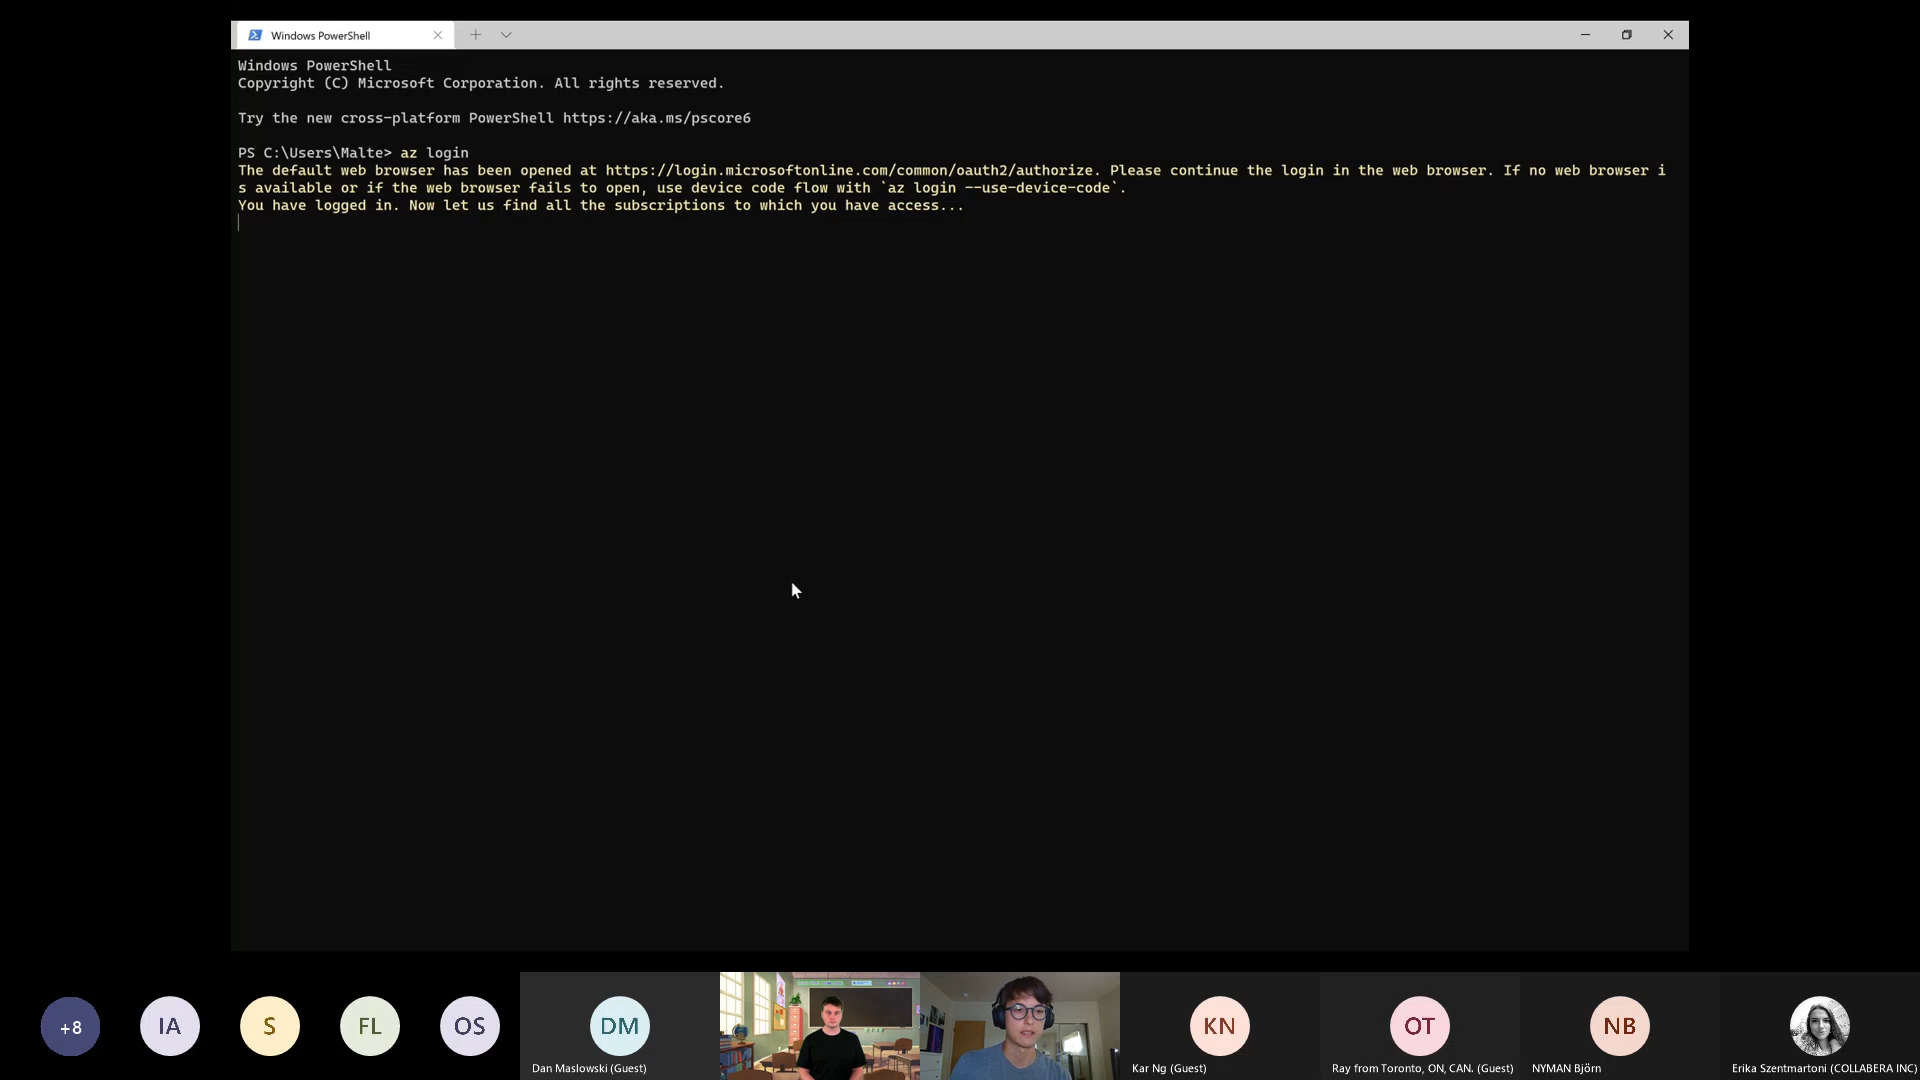 Windows PowerShell
Windows PowerShell
Copyright (C) Microsoft Corporation. All rights reserved.
Try the new cross-platform PowerShell https://aka.ms/pscore6
PS C:\Users\Malte> az login
The default web browser has been opened at https://login.microsoftonline.com/common/oauth2/authorize. Please continue the login in the web browser. If no web browser i
s available or if the web browser fails to open, use device code flow with `az login --use-device-code`.
You have logged in. Now let us find all the subscriptions to which you have access...
+8
IA
S
FL
OS
DM
KN
OT
NB
Dan Maslowski (Guest)
Kar Ng (Guest)
Ray from Toronto, ON, CAN. (Guest)
NYMAN Björn
Erika Szentmartoni (COLLABERA INC)